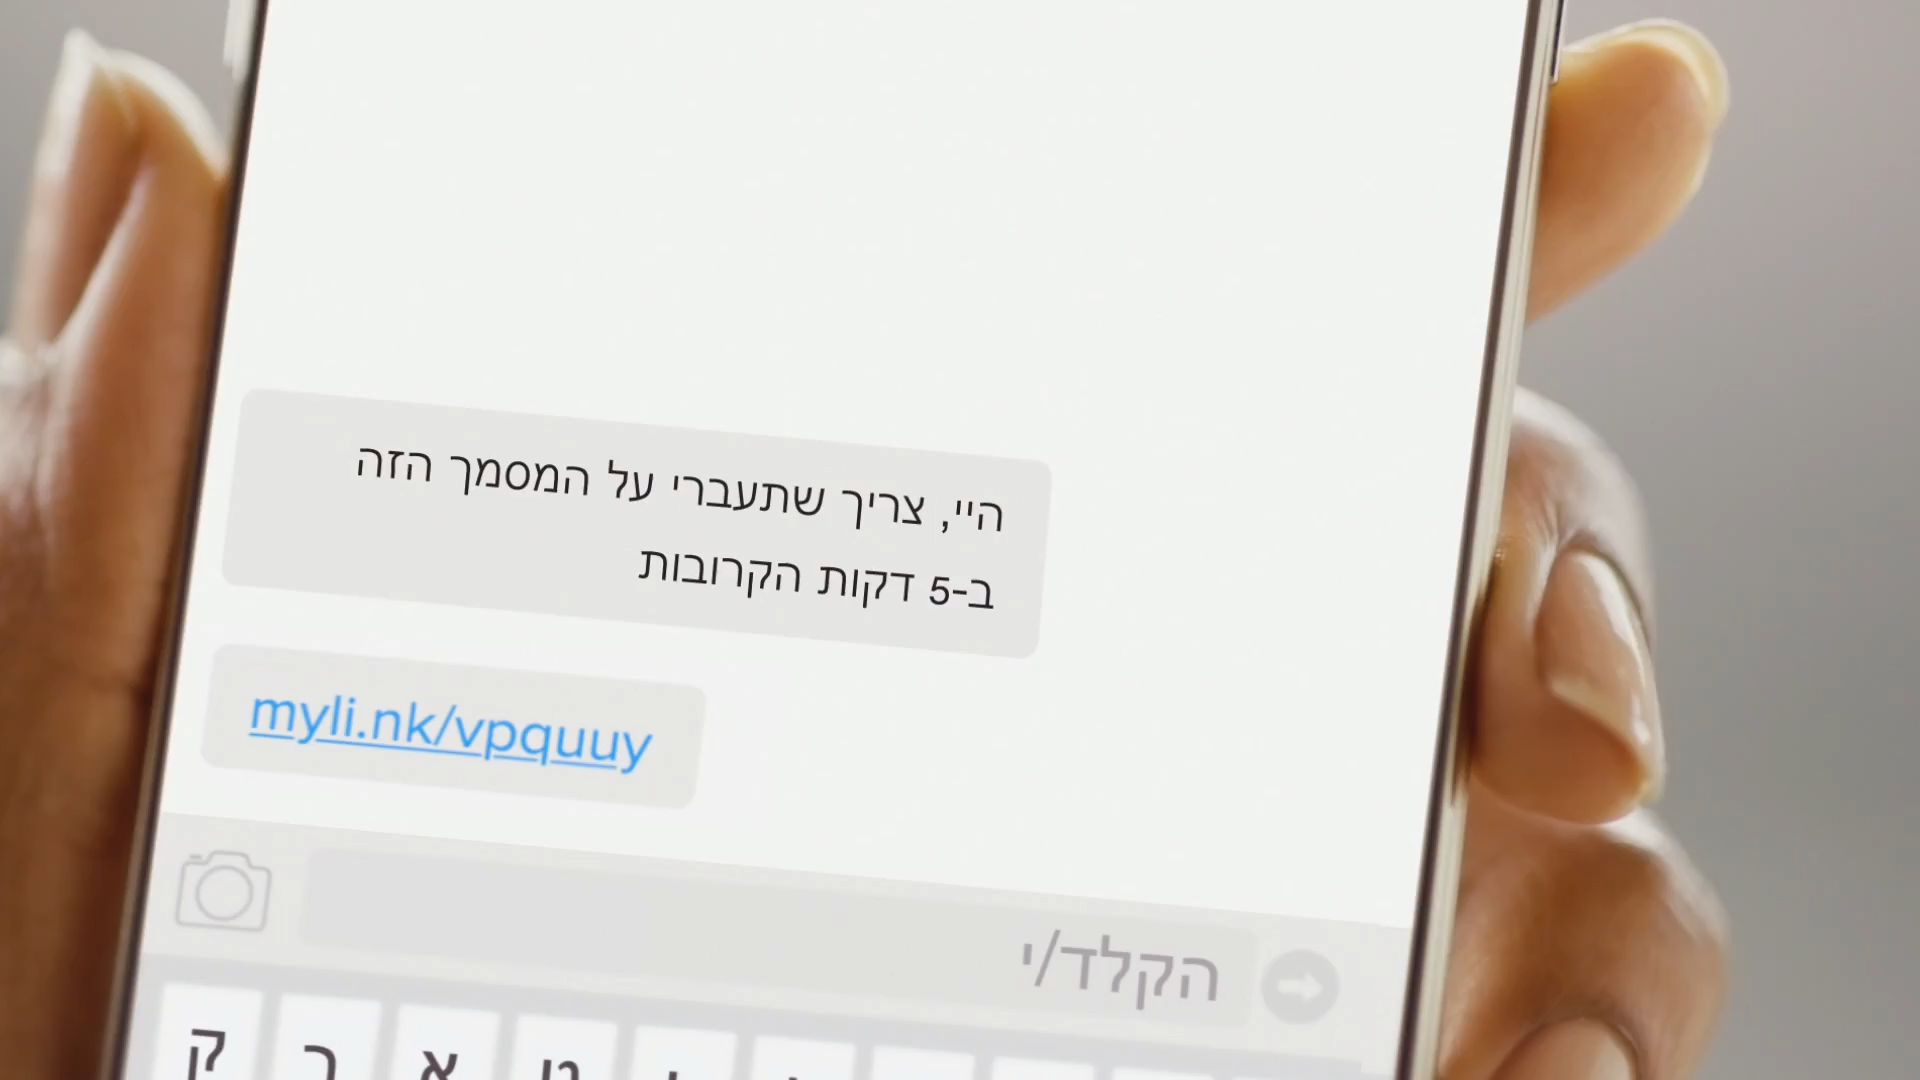 היי, צריך שתעברי על המסמך הזה
ב-5 דקות הקרובות
myli.nk/vpquuy
הקלד/י
ק ר א ט